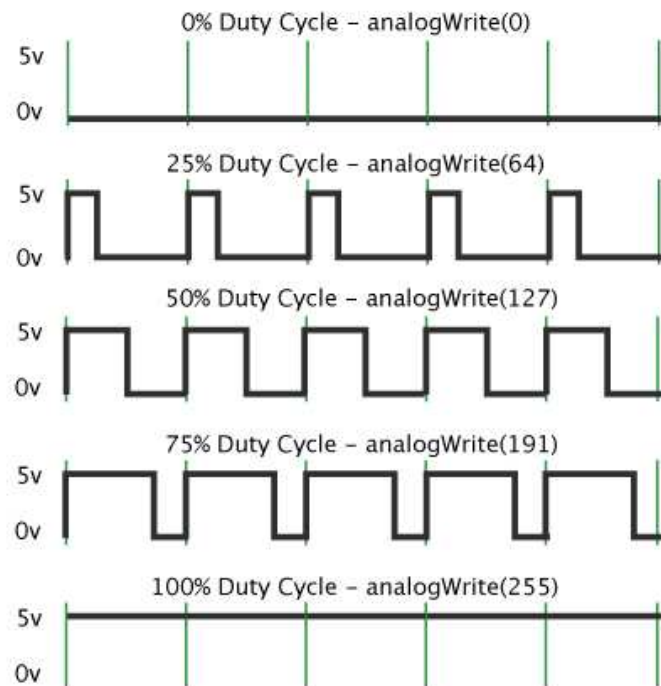 0% Duty Cycle – analogWrite(0)
5v
0v
25% Duty Cycle – analogWrite(64)
5v
0v
50% Duty Cycle – analogWrite(127)
5v
0v
75% Duty Cycle – analogWrite(191)
5v
0v
100% Duty Cycle – analogWrite(255)
5v
0v